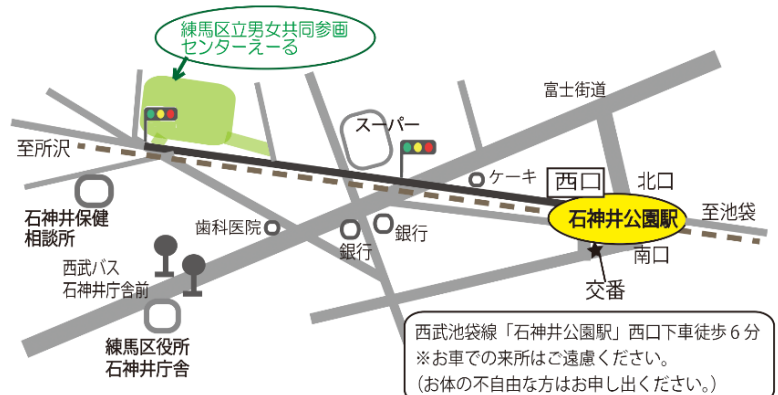 練馬区立男女共同参画
センターえーる
富士街道
スーパー
至所沢
ケーキ
西口
北口
石神井公園駅
至池袋
石神井保健
相談所
歯科医院
銀行
銀行
南口
西武バス
石神井庁舎前
交番
練馬区役所
石神井庁舎
西武池袋線「石神井公園駅」西口下車徒歩6分
※お車での来所はご遠慮ください。
(お体の不自由な方はお申し出ください。)